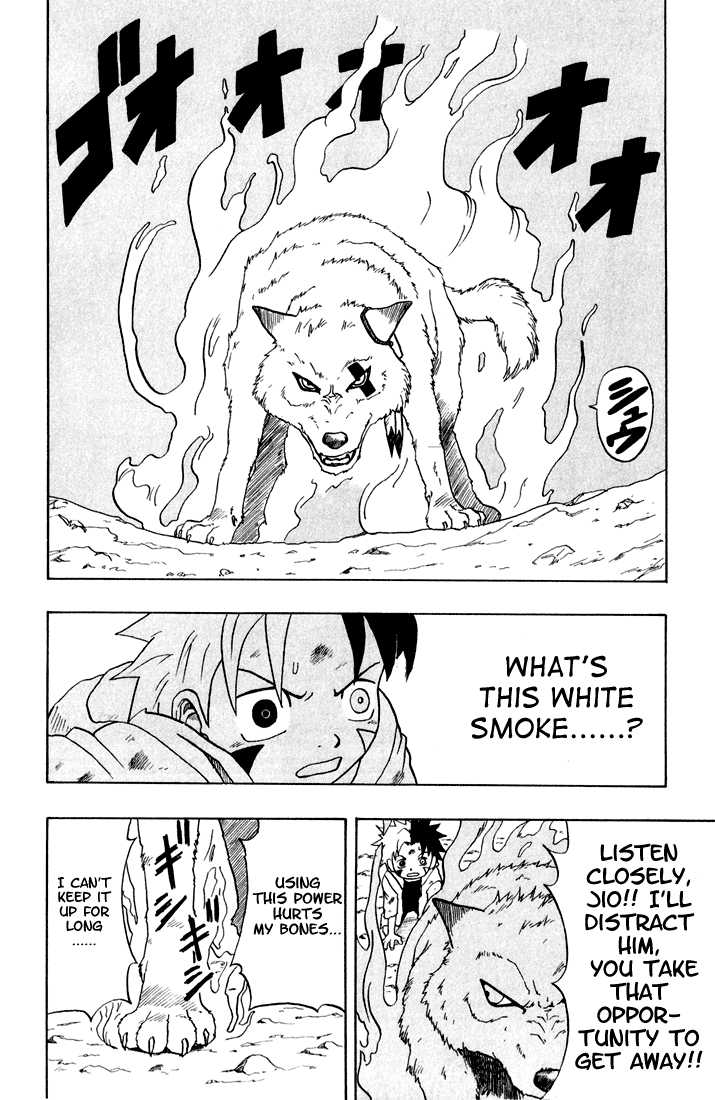 ゴオオオオオ
シュウ
WHAT'S
THIS WHITE
SMOKE......?
LISTEN
CLOSELY,
JIO!! I'LL
DISTRACT
HIM,
YOU TAKE
THAT
OPPOR-
TUNITY TO
GET AWAY!!
USING
THIS POWER
HURTS
MY BONES...
ギシギシ
I CAN'T
KEEP IT
UP FOR
LONG
......